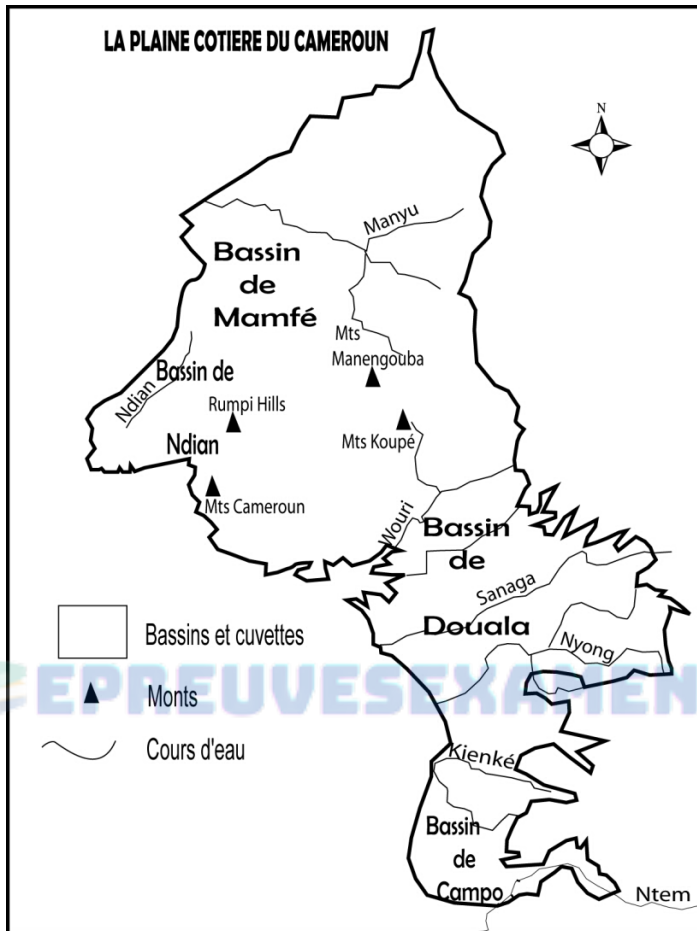 LA PLAINE COTIERE DU CAMEROUN
N
Manyu
Bassin
de
Mamfé
Mts
Manengouba
Ndian
Bassin de
Rumpi Hills
Ndian
Mts Koupé
Mts Cameroun
Wouri
Bassin
de
Sanaga
Douala
Nyong
Bassins et cuvettes
EPREUVESEXAMEN
Monts
Cours d'eau
Kienké
Bassin
de
Campo
Ntem